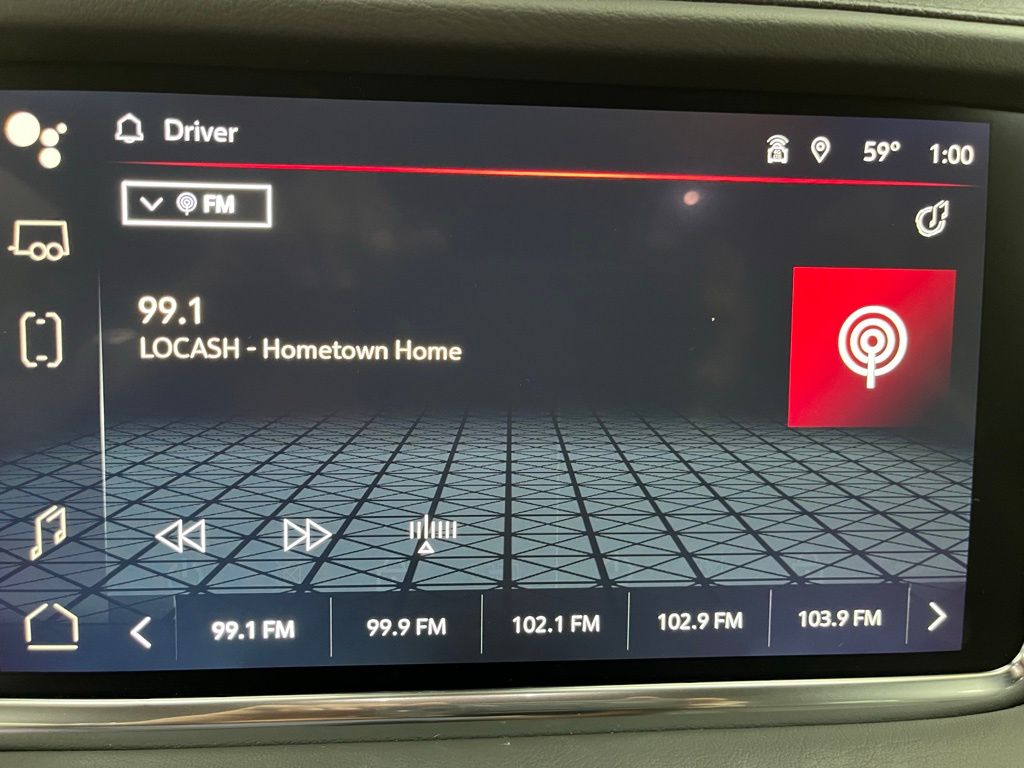 Driver
59° 1:00
FM
99.1
LOCASH - Hometown Home
99.1 FM 99.9 FM 102.1 FM 102.9 FM 103.9 FM